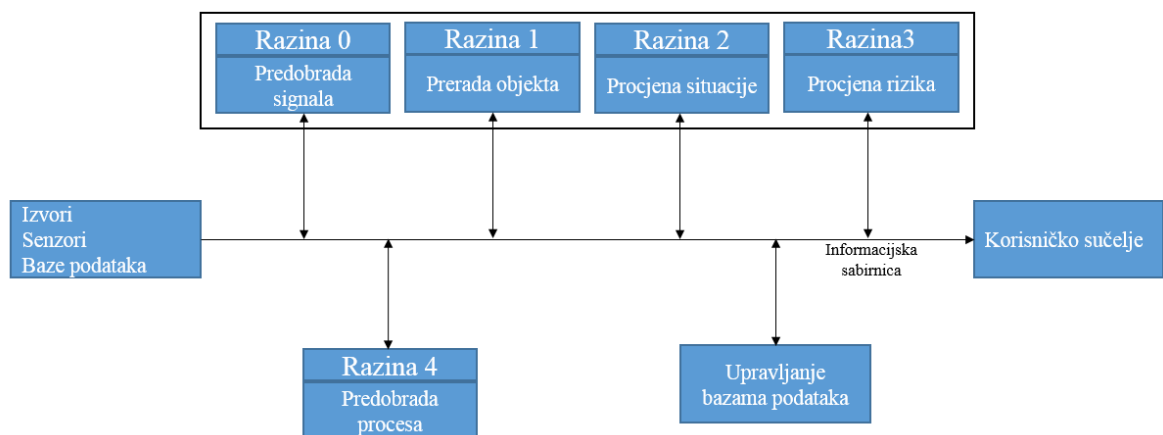 Razina 0
Predobrada
signala
Razina 1
Prerada objekta
Razina 2
Procjena situacije
Razina3
Procjena rizika
Izvori
Senzori
Baze podataka
Informacijska
sabirnica
Korisničko sučelje
Razina 4
Predobrada
procesa
Upravljanje
bazama podataka